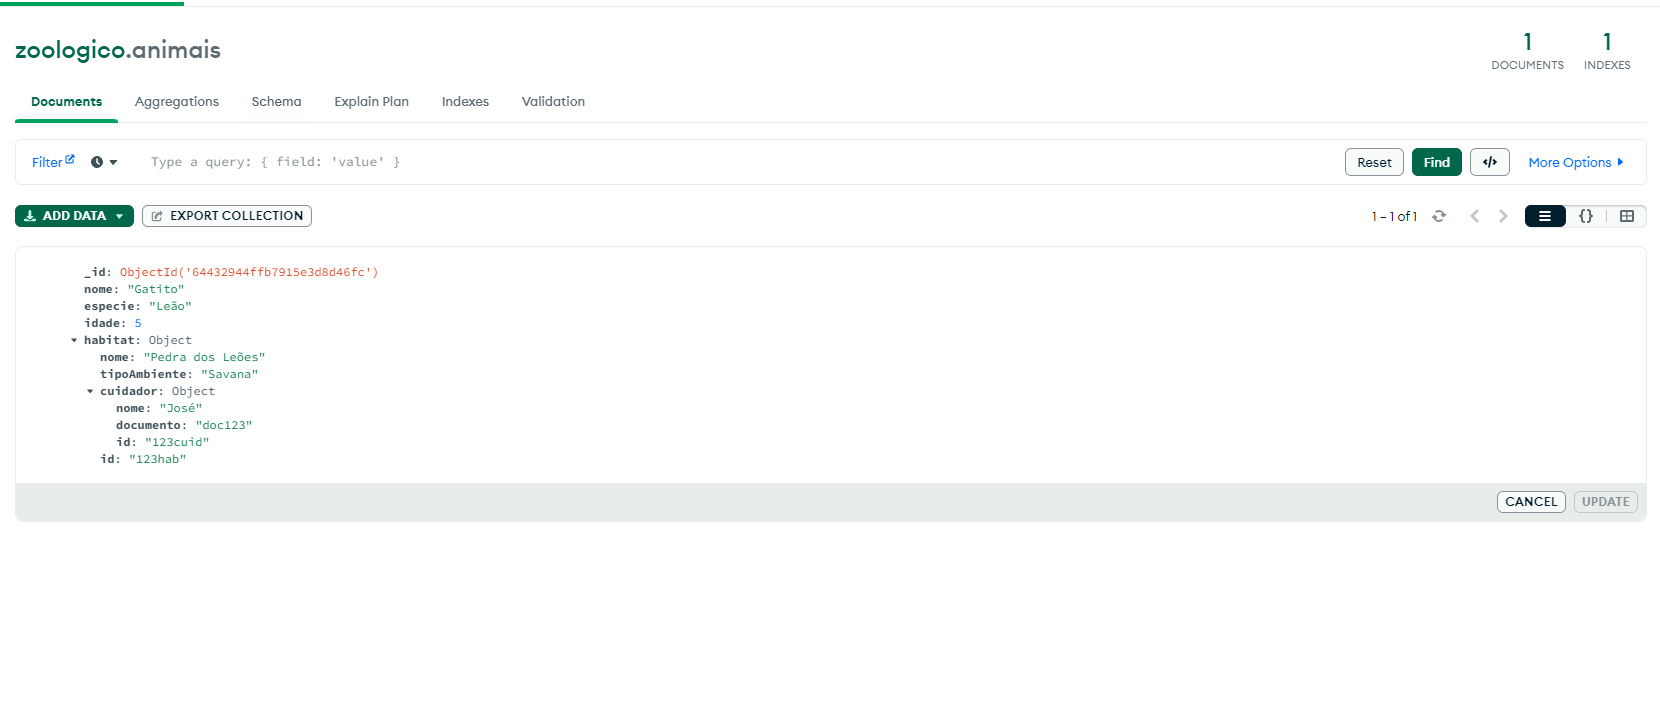 zoologico.animais
1 1
DOCUMENTS INDEXES
Documents Aggregations Schema Explain Plan Indexes Validation
Filter Type a query: { field: 'value' } Reset Find </> More Options
ADD DATA EXPORT COLLECTION 1 – 1 of 1 {}
_id: ObjectId('64432944ffb7915e3d8d46fc')
nome: "Gatito"
especie: "Leão"
idade: 5
habitat: Object
nome: "Pedra dos Leões"
tipoAmbiente: "Savana"
cuidador: Object
nome: "José"
documento: "doc123"
id: "123cuid"
id: "123hab"
CANCEL UPDATE